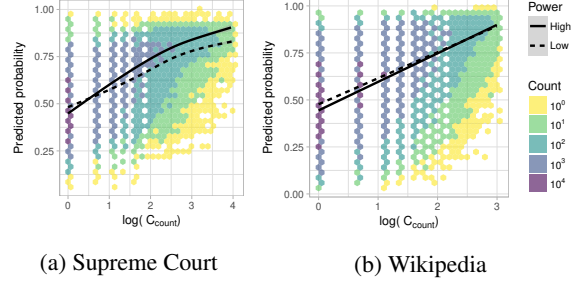 (a)
1.00
0.75
0.50
0.25
Predicted probability
0 1 2 3 4
log( C_count)
(b)
1.00
0.75
0.50
0.25
0.00
Predicted probability
0 1 2 3
log( C_count)
Power
High
Low
Count
10^0
10^1
10^2
10^3
10^4
(a) Supreme Court
(b) Wikipedia